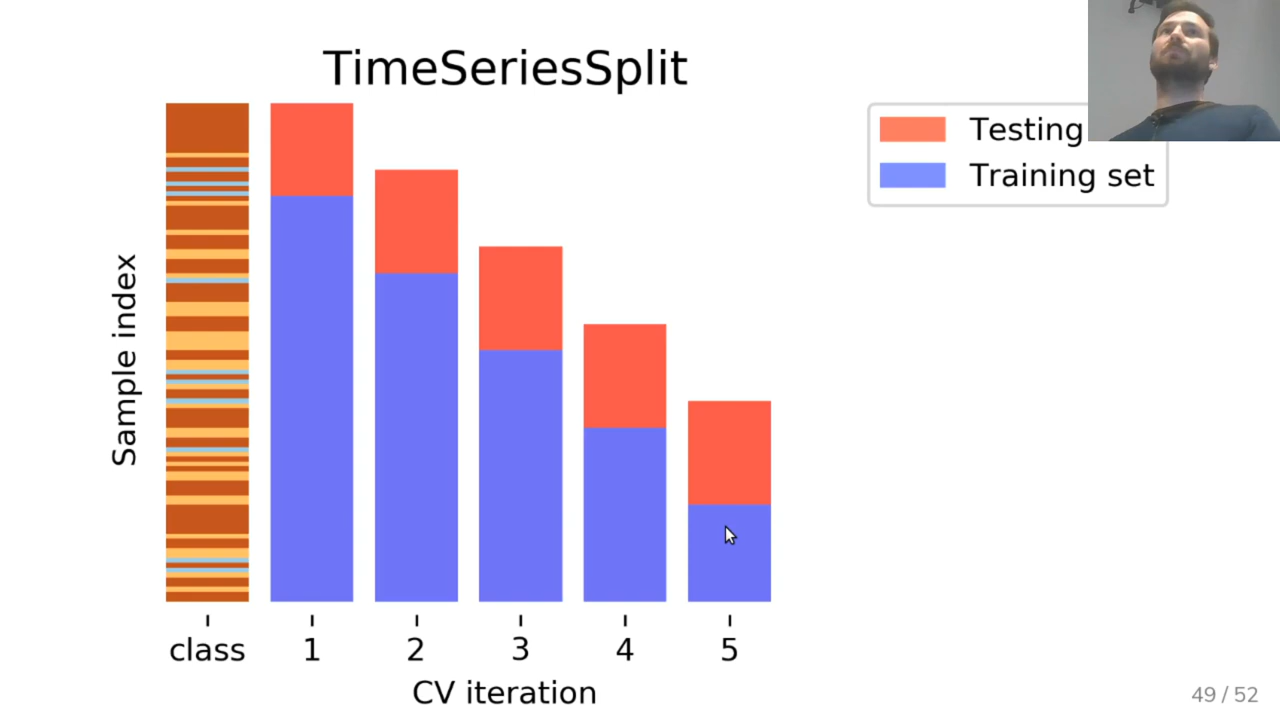 TimeSeriesSplit
Testing
Training set
Sample index
class 1 2 3 4 5
CV iteration
49 / 52